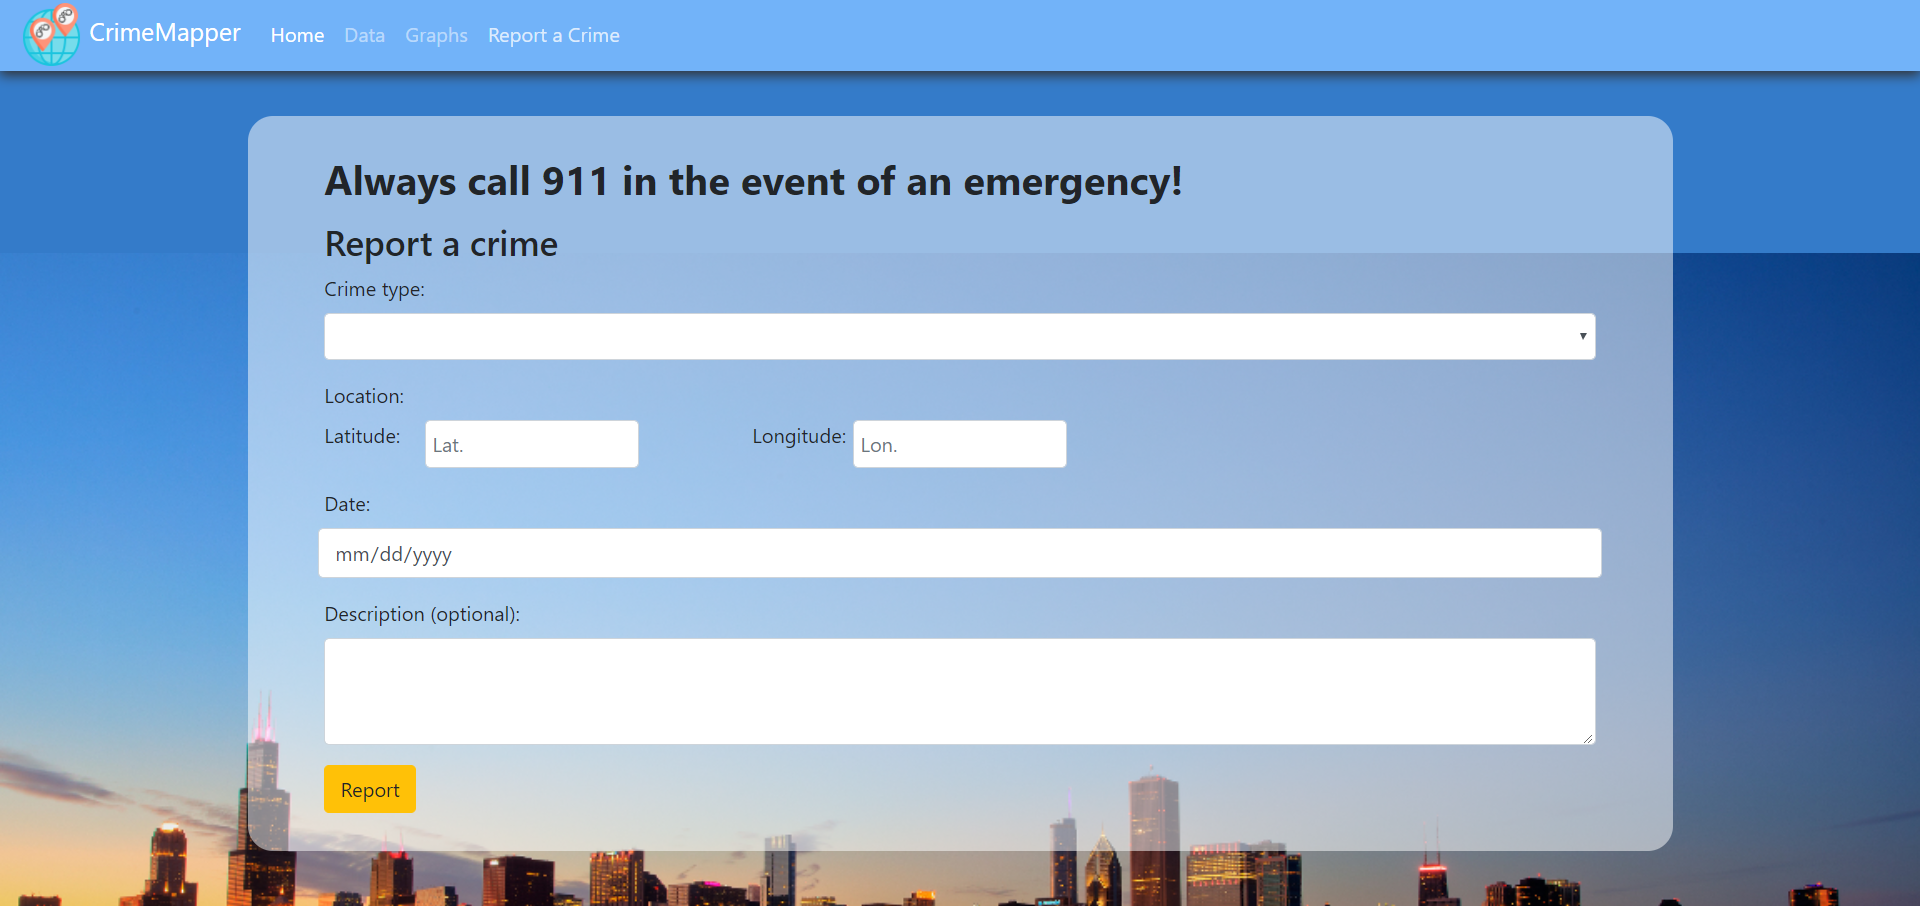 CrimeMapper Home Data Graphs Report a Crime
Always call 911 in the event of an emergency!
Report a crime
Crime type:
Location:
Latitude: Lat. Longitude: Lon.
Date:
mm/dd/yyyy
Description (optional):
Report